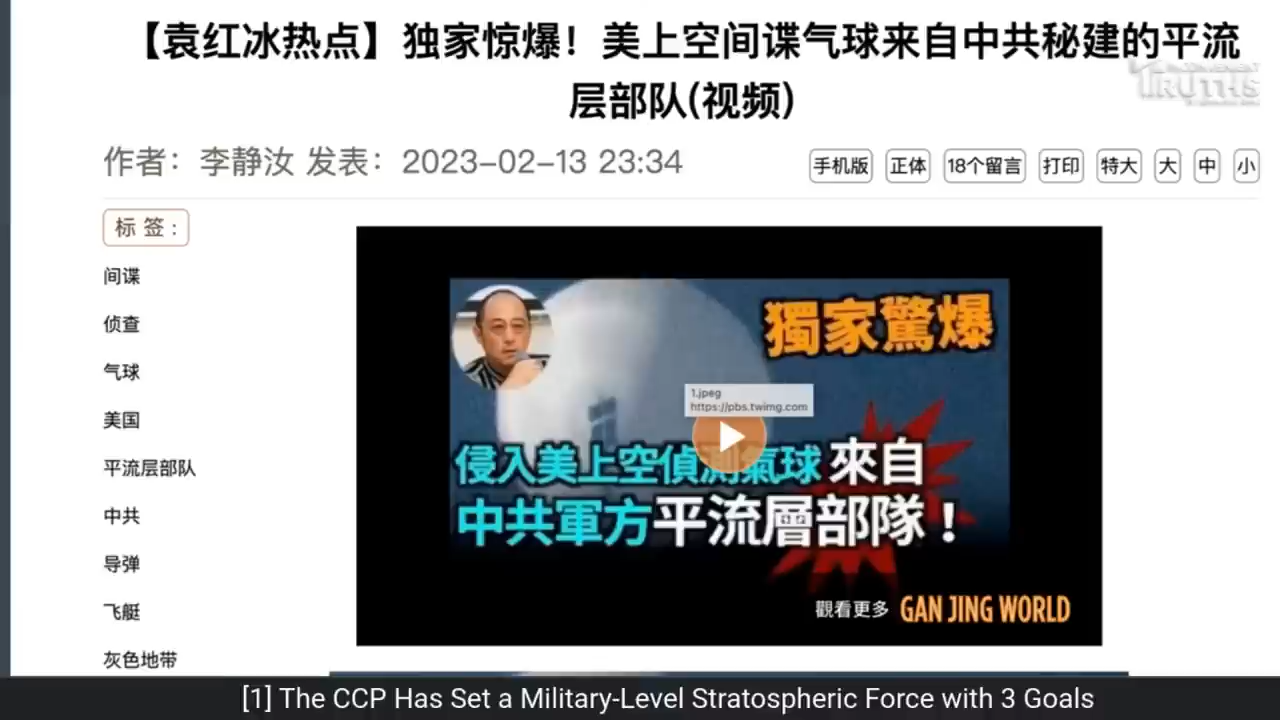 【袁红冰热点】独家惊爆！美上空间谍气球来自中共秘建的平流
层部队(视频)
TRUTHS
作者：李静汝 发表：2023-02-13 23:34
手机版 正体 18个留言 打印 特大 大 中 小
标 签：
间谍
侦查
气球
美国
平流层部队
中共
导弹
飞艇
灰色地带
獨家驚爆
1.jpeg
https://pbs.twimg.com
侵入美上空偵測氣球來自
中共軍方平流層部隊！
觀看更多 GAN JING WORLD
[1] The CCP Has Set a Military-Level Stratospheric Force with 3 Goals